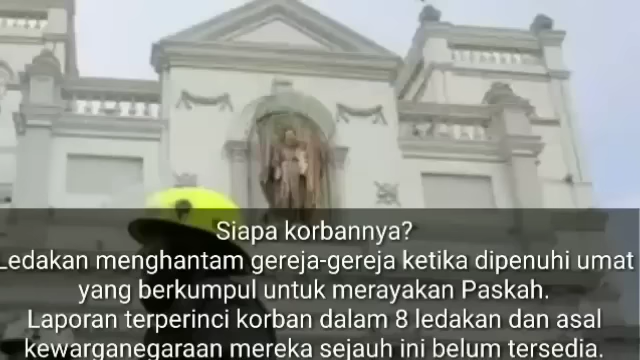 Siapa korbannya?
Ledakan menghantam gereja-gereja ketika dipenuhi umat
yang berkumpul untuk merayakan Paskah.
Laporan terperinci korban dalam 8 ledakan dan asal
kewarganegaraan mereka sejauh ini belum tersedia.